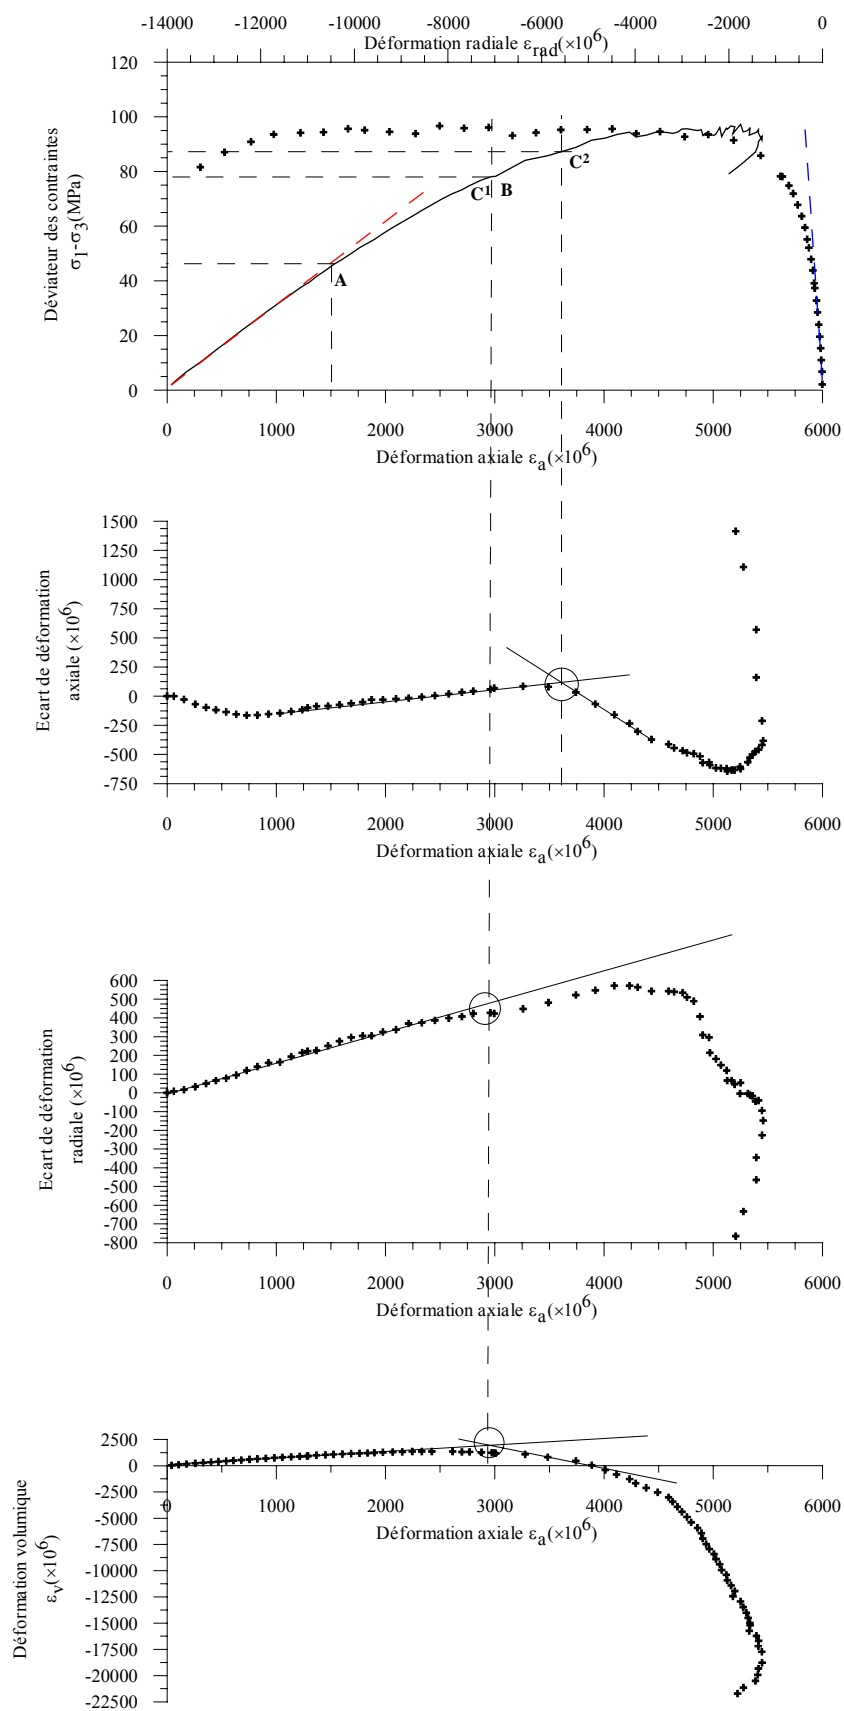 -14000 -12000 -10000 -8000 -6000 -4000 -2000 0
Déformation radiale εrad(×10⁶)
120
100
80
60
40
20
0
Déviateur des contraintes
σ1-σ3(MPa)
C¹ B
C²
A
0 1000 2000 3000 4000 5000 6000
Déformation axiale εa(×10⁶)
1500
1250
1000
750
500
250
0
-250
-500
-750
Ecart de déformation
axiale (×10⁶)
0 1000 2000 3000 4000 5000 6000
Déformation axiale εa(×10⁶)
600
500
400
300
200
100
0
-100
-200
-300
-400
-500
-600
-700
-800
Ecart de déformation
radiale (×10⁶)
0 1000 2000 3000 4000 5000 6000
Déformation axiale εa(×10⁶)
2500
0
-2500
-5000
-7500
-10000
-12500
-15000
-17500
-20000
-22500
Déformation volumique
εv(×10⁶)
0 1000 2000 3000 4000 5000 6000
Déformation axiale εa(×10⁶)